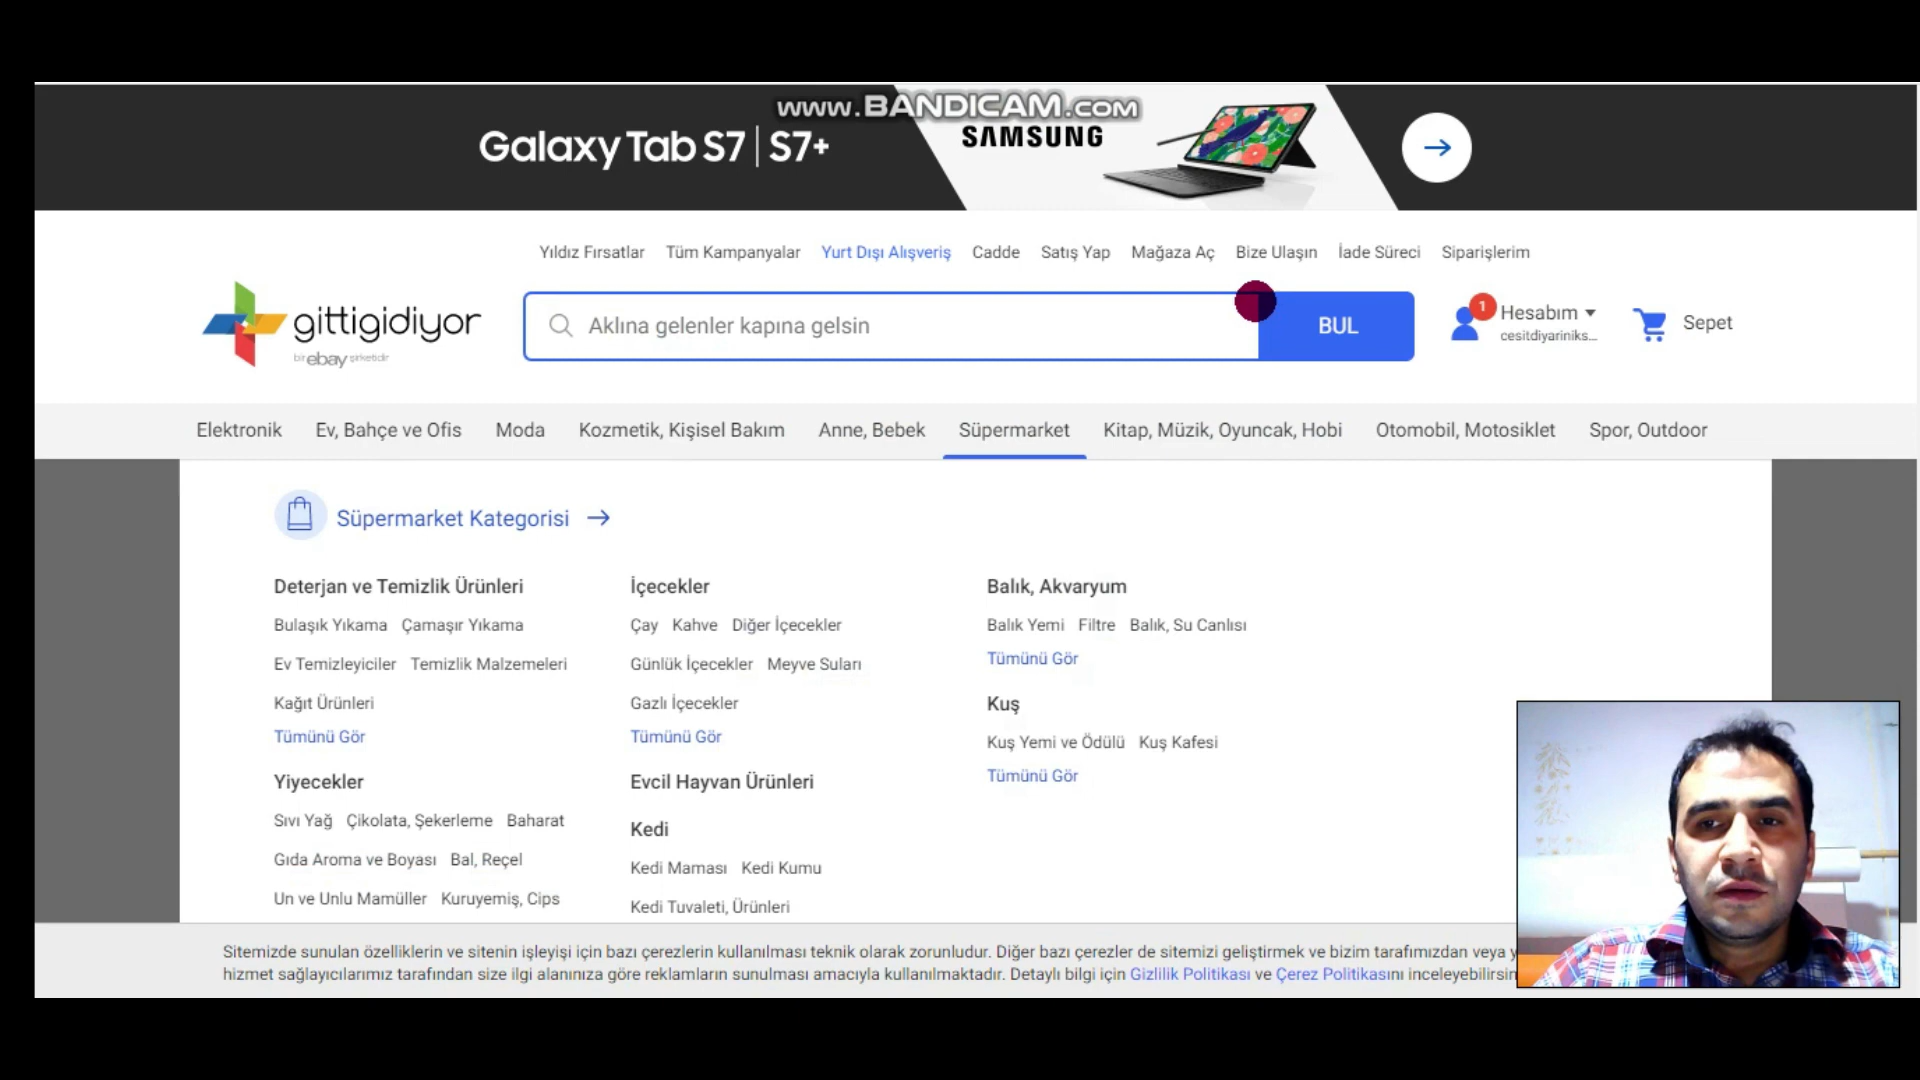 www.BANDICAM.com
Galaxy Tab S7 | S7+
SAMSUNG
Yıldız Fırsatlar Tüm Kampanyalar Yurt Dışı Alışveriş Cadde Satış Yap Mağaza Aç Bize Ulaşın İade Süreci Siparişlerim
gittigidiyor
bir ebay şirketidir
Aklına gelenler kapına gelsin
BUL
1
Hesabım
cesitdiyariniks...
Sepet
Elektronik Ev, Bahçe ve Ofis Moda Kozmetik, Kişisel Bakım Anne, Bebek Süpermarket Kitap, Müzik, Oyuncak, Hobi Otomobil, Motosiklet Spor, Outdoor
Süpermarket Kategorisi
Deterjan ve Temizlik Ürünleri
Bulaşık Yıkama Çamaşır Yıkama
Ev Temizleyiciler Temizlik Malzemeleri
Kağıt Ürünleri
Tümünü Gör
Yiyecekler
Sıvı Yağ Çikolata, Şekerleme Baharat
Gıda Aroma ve Boyası Bal, Reçel
Un ve Unlu Mamüller Kuruyemiş, Cips
İçecekler
Çay Kahve Diğer İçecekler
Günlük İçecekler Meyve Suları
Gazlı İçecekler
Tümünü Gör
Evcil Hayvan Ürünleri
Kedi
Kedi Maması Kedi Kumu
Kedi Tuvaleti, Ürünleri
Balık, Akvaryum
Balık Yemi Filtre Balık, Su Canlısı
Tümünü Gör
Kuş
Kuş Yemi ve Ödülü Kuş Kafesi
Tümünü Gör
Sitemizde sunulan özelliklerin ve sitenin işleyişi için bazı çerezlerin kullanılması teknik olarak zorunludur. Diğer bazı çerezler de sitemizi geliştirmek ve bizim tarafımızdan veya
hizmet sağlayıcılarımız tarafından size ilgi alanınıza göre reklamların sunulması amacıyla kullanılmaktadır. Detaylı bilgi için Gizlilik Politikası ve Çerez Politikasını inceleyebilirsin